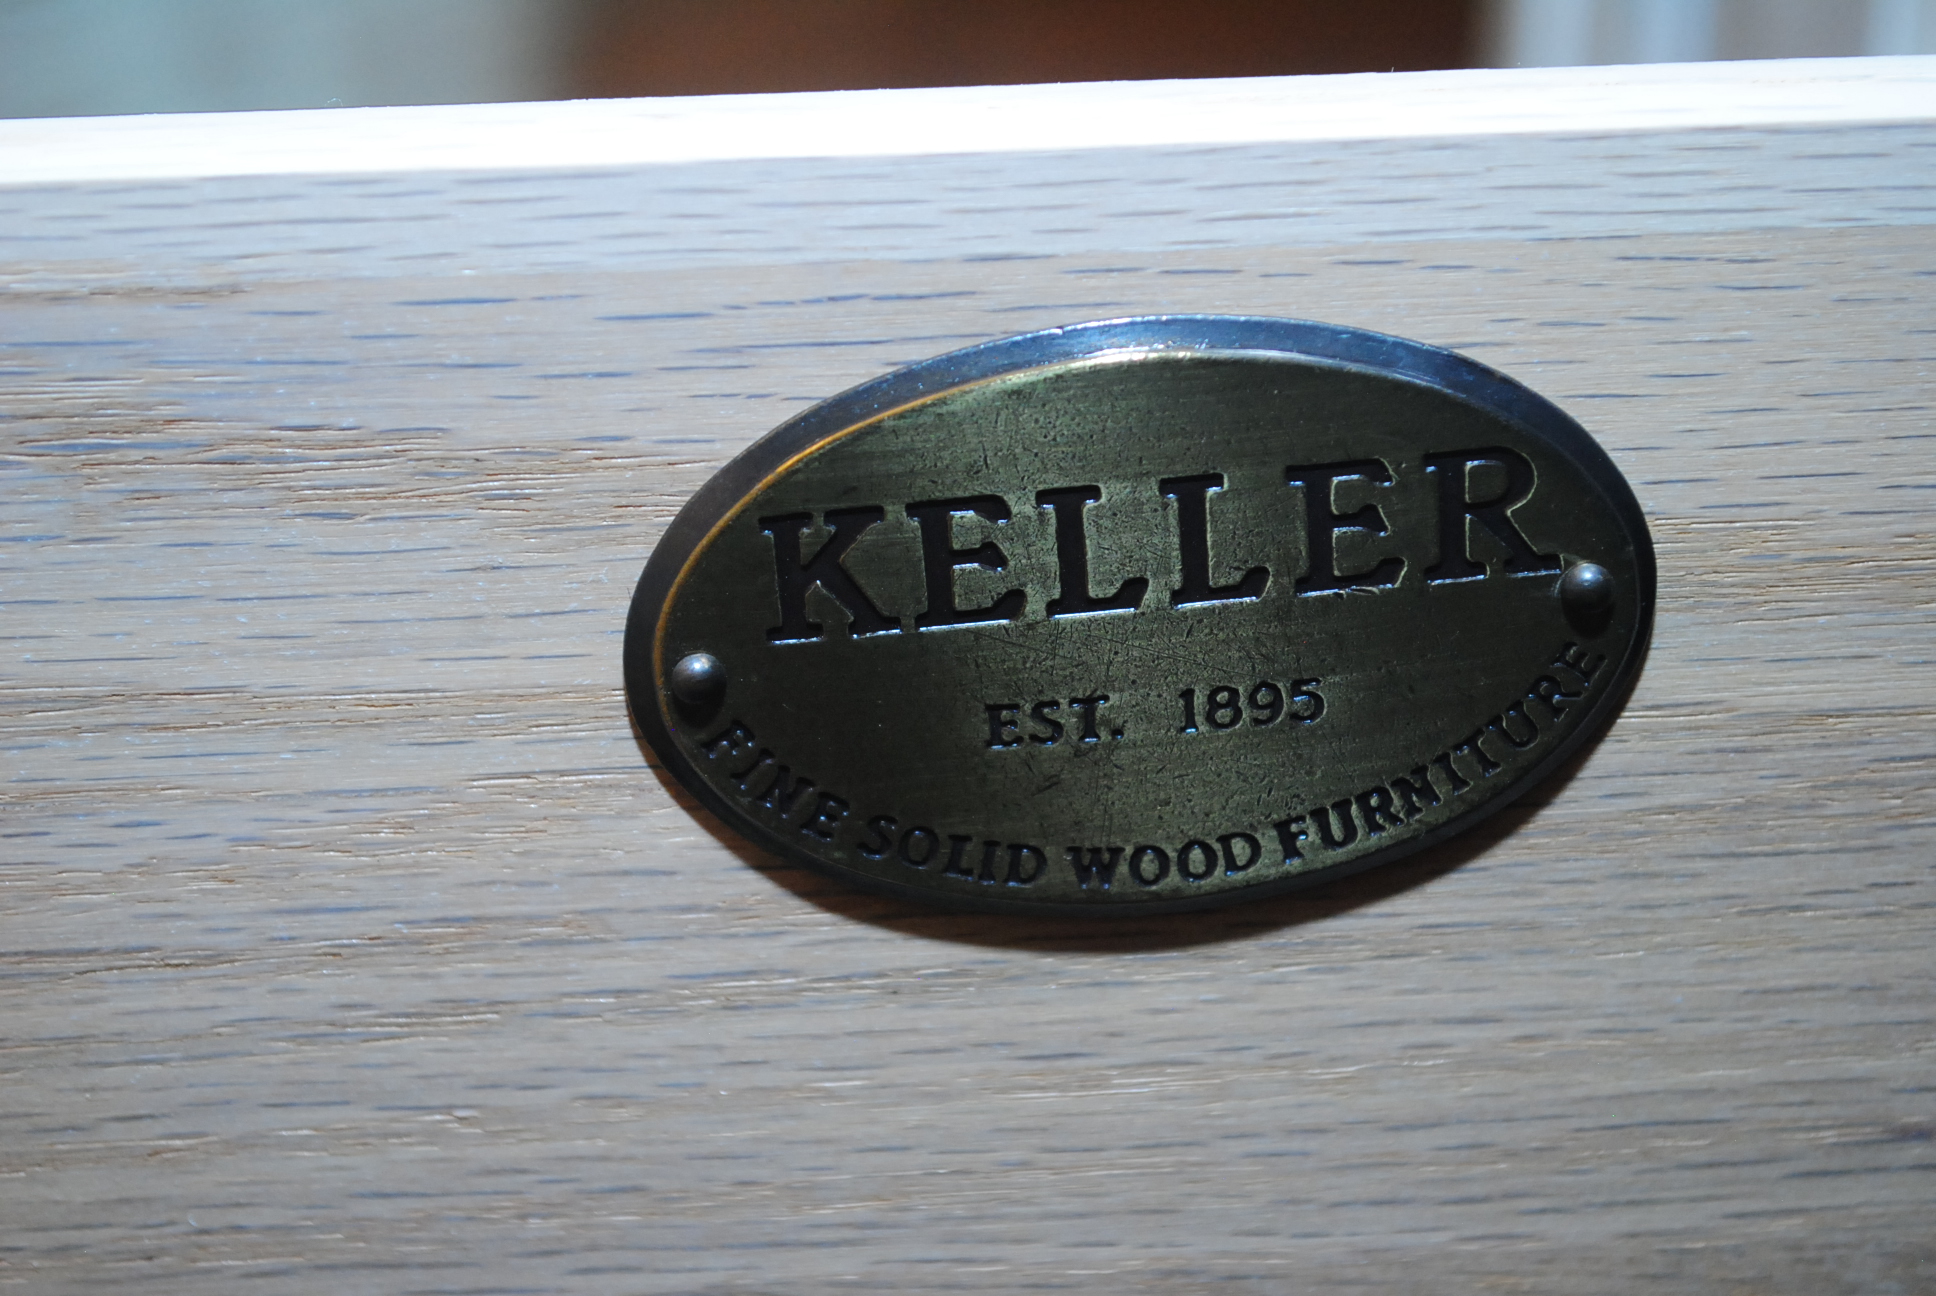 KELLER
EST. 1895
FINE SOLID WOOD FURNITURE